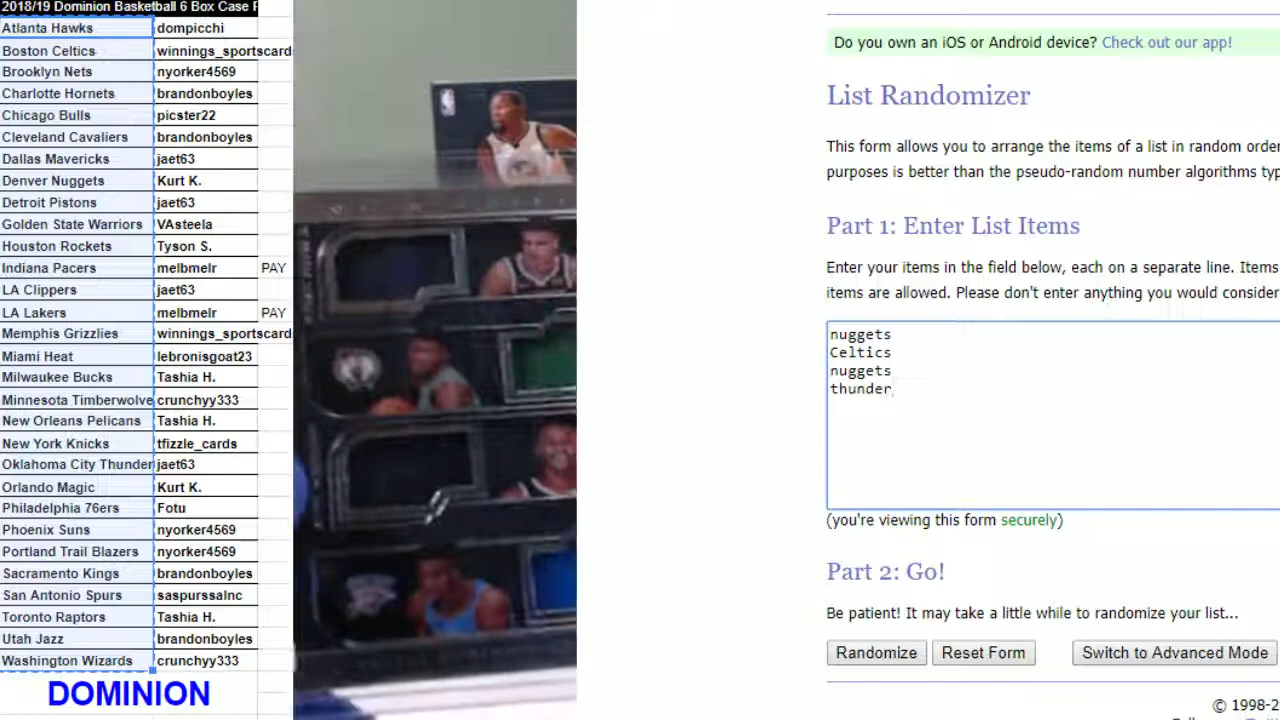 2018/19 Dominion Basketball 6 Box Case
Atlanta Hawks dompicchi
Boston Celtics winnings_sportscards
Brooklyn Nets nyorker4569
Charlotte Hornets brandonboyles
Chicago Bulls picster22
Cleveland Cavaliers brandonboyles
Dallas Mavericks jaet63
Denver Nuggets Kurt K.
Detroit Pistons jaet63
Golden State Warriors VAsteela
Houston Rockets Tyson S.
Indiana Pacers melbmelr PAY
LA Clippers jaet63
LA Lakers melbmelr PAY
Memphis Grizzlies winnings_sportscards
Miami Heat lebronisgoat23
Milwaukee Bucks Tashia H.
Minnesota Timberwolve crunchyy333
New Orleans Pelicans Tashia H.
New York Knicks tfizzle_cards
Oklahoma City Thunder jaet63
Orlando Magic Kurt K.
Philadelphia 76ers Fotu
Phoenix Suns nyorker4569
Portland Trail Blazers nyorker4569
Sacramento Kings brandonboyles
San Antonio Spurs saspurssalnc
Toronto Raptors Tashia H.
Utah Jazz brandonboyles
Washington Wizards crunchyy333
DOMINION
Do you own an iOS or Android device? Check out our app!
List Randomizer
This form allows you to arrange the items of a list in random order
purposes is better than the pseudo-random number algorithms typ
Part 1: Enter List Items
Enter your items in the field below, each on a separate line. Items
items are allowed. Please don't enter anything you would consider
nuggets
Celtics
nuggets
thunder
(you're viewing this form securely)
Part 2: Go!
Be patient! It may take a little while to randomize your list...
Randomize Reset Form Switch to Advanced Mode
© 1998-2